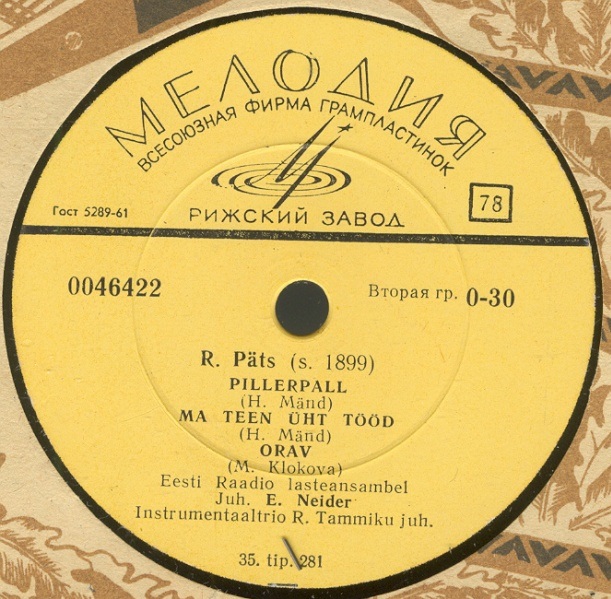 МЕЛОДИЯ
ВСЕСОЮЗНАЯ ФИРМА ГРАМПЛАСТИНОК
Гост 5289-61
РИЖСКИЙ ЗАВОД
78
0046422
Вторая гр. 0-30
R. Päts (s. 1899)
PILLERPALL
(H. Mänd)
MA TEEN ÜHT TÖÖD
(H. Mänd)
ORAV
(M. Klokova)
Eesti Raadio lasteansambel
Juh. E. Neider
Instrumentaaltrio R. Tammiku juh.
35. tip. 281